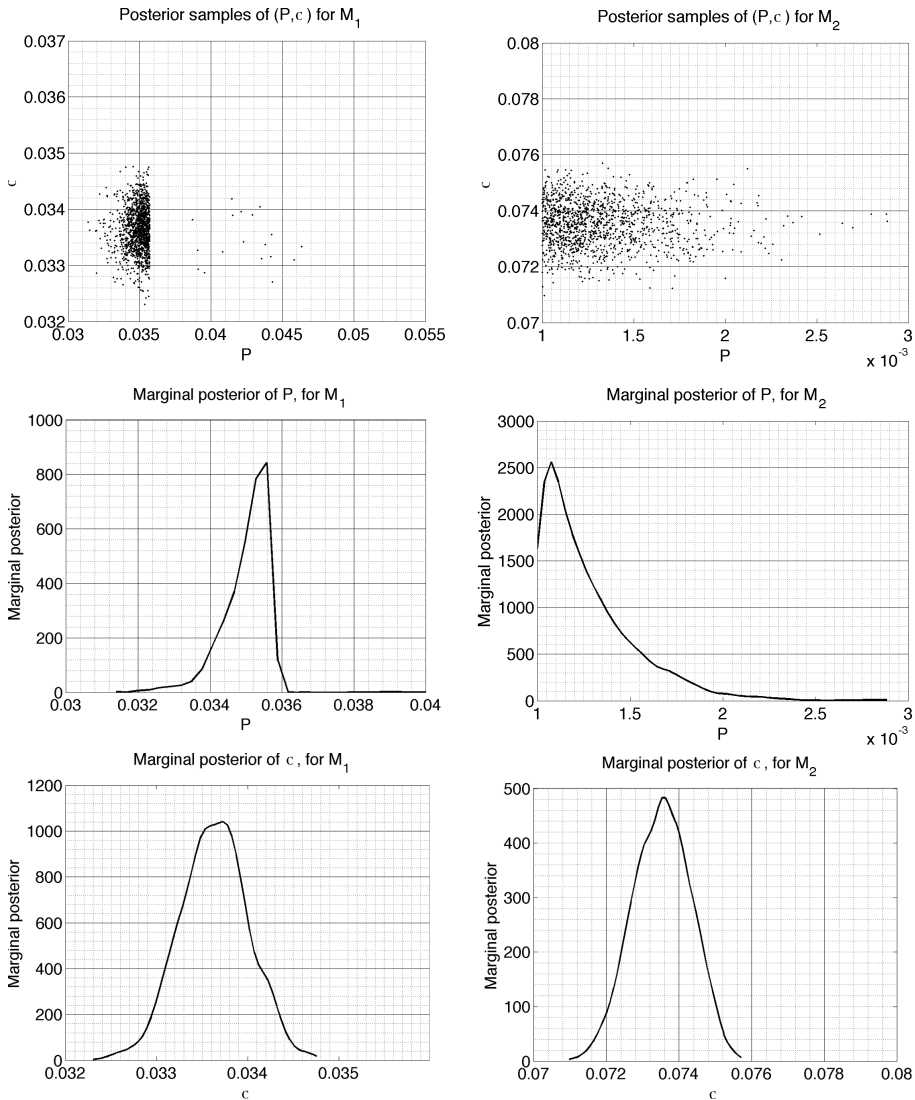 Posterior samples of (P,c) for M1
0.037
0.036
0.035
0.034
0.033
0.032
c
0.03 0.035 0.04 0.045 0.05 0.055
P
Posterior samples of (P,c) for M2
0.08
0.078
0.076
0.074
0.072
0.07
c
1 1.5 2 2.5 3
P
x 10-3
Marginal posterior of P, for M1
1000
800
600
400
200
0
Marginal posterior
0.03 0.032 0.034 0.036 0.038 0.04
P
Marginal posterior of P, for M2
3000
2500
2000
1500
1000
500
0
Marginal posterior
1 1.5 2 2.5 3
P
x 10-3
Marginal posterior of c, for M1
1200
1000
800
600
400
200
0
Marginal posterior
0.032 0.033 0.034 0.035
c
Marginal posterior of c, for M2
500
400
300
200
100
0
Marginal posterior
0.07 0.072 0.074 0.076 0.078 0.08
c